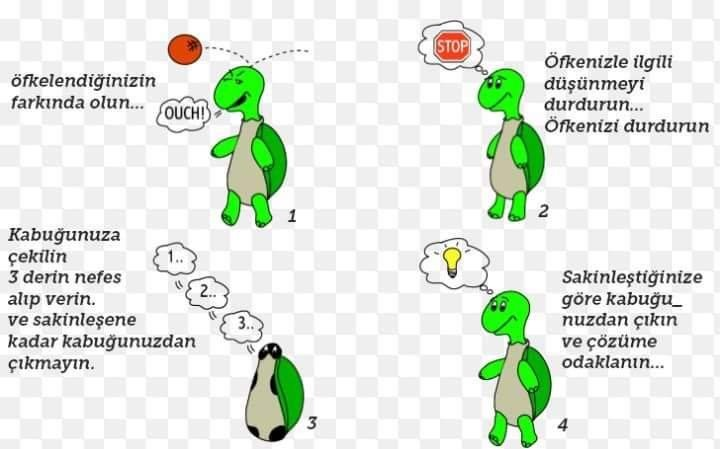 öfkelendiğinizin
farkında olun...
OUCH!
1
STOP
Öfkenizle ilgili
düşünmeyi
durdurun...
Öfkenizi durdurun
2
Kabuğunuza
çekilin
3 derin nefes
alıp verin.
ve sakinleşene
kadar kabuğunuzdan
çıkmayın.
1..
2..
3..
3
Sakinleştiğinize
göre kabuğu_
nuzdan çıkın
ve çözüme
odaklanın...
4